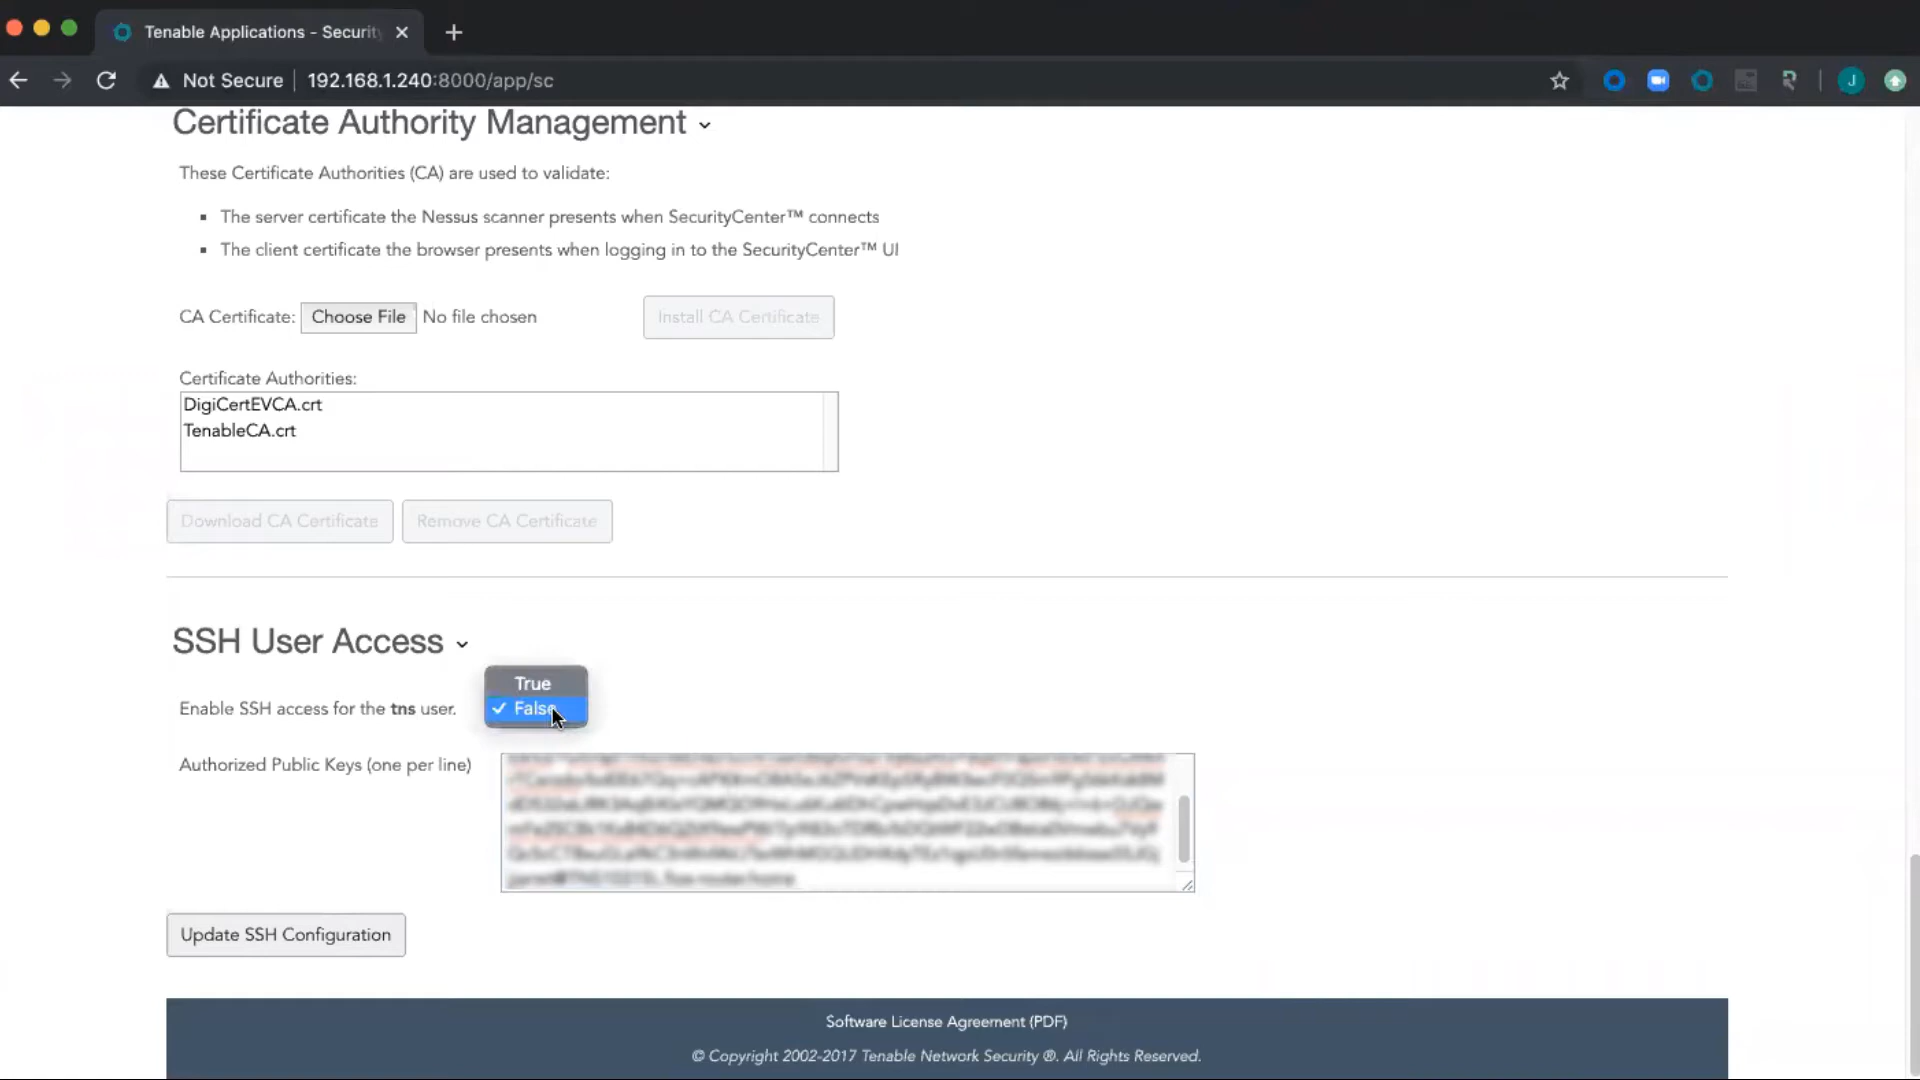 Tenable Applications - Securit
Not Secure
192.168.1.240:8000/app/sc
J
Certificate Authority Management
These Certificate Authorities (CA) are used to validate:
The server certificate the Nessus scanner presents when SecurityCenter™ connects
The client certificate the browser presents when logging in to the SecurityCenter™ UI
CA Certificate: Choose File No file chosen Install CA Certificate
Certificate Authorities:
DigiCertEVCA.crt
TenableCA.crt
Download CA Certificate Remove CA Certificate
SSH User Access
True
Enable SSH access for the tns user. ✓ False
Authorized Public Keys (one per line)
Update SSH Configuration
Software License Agreement (PDF)
© Copyright 2002-2017 Tenable Network Security ®. All Rights Reserved.